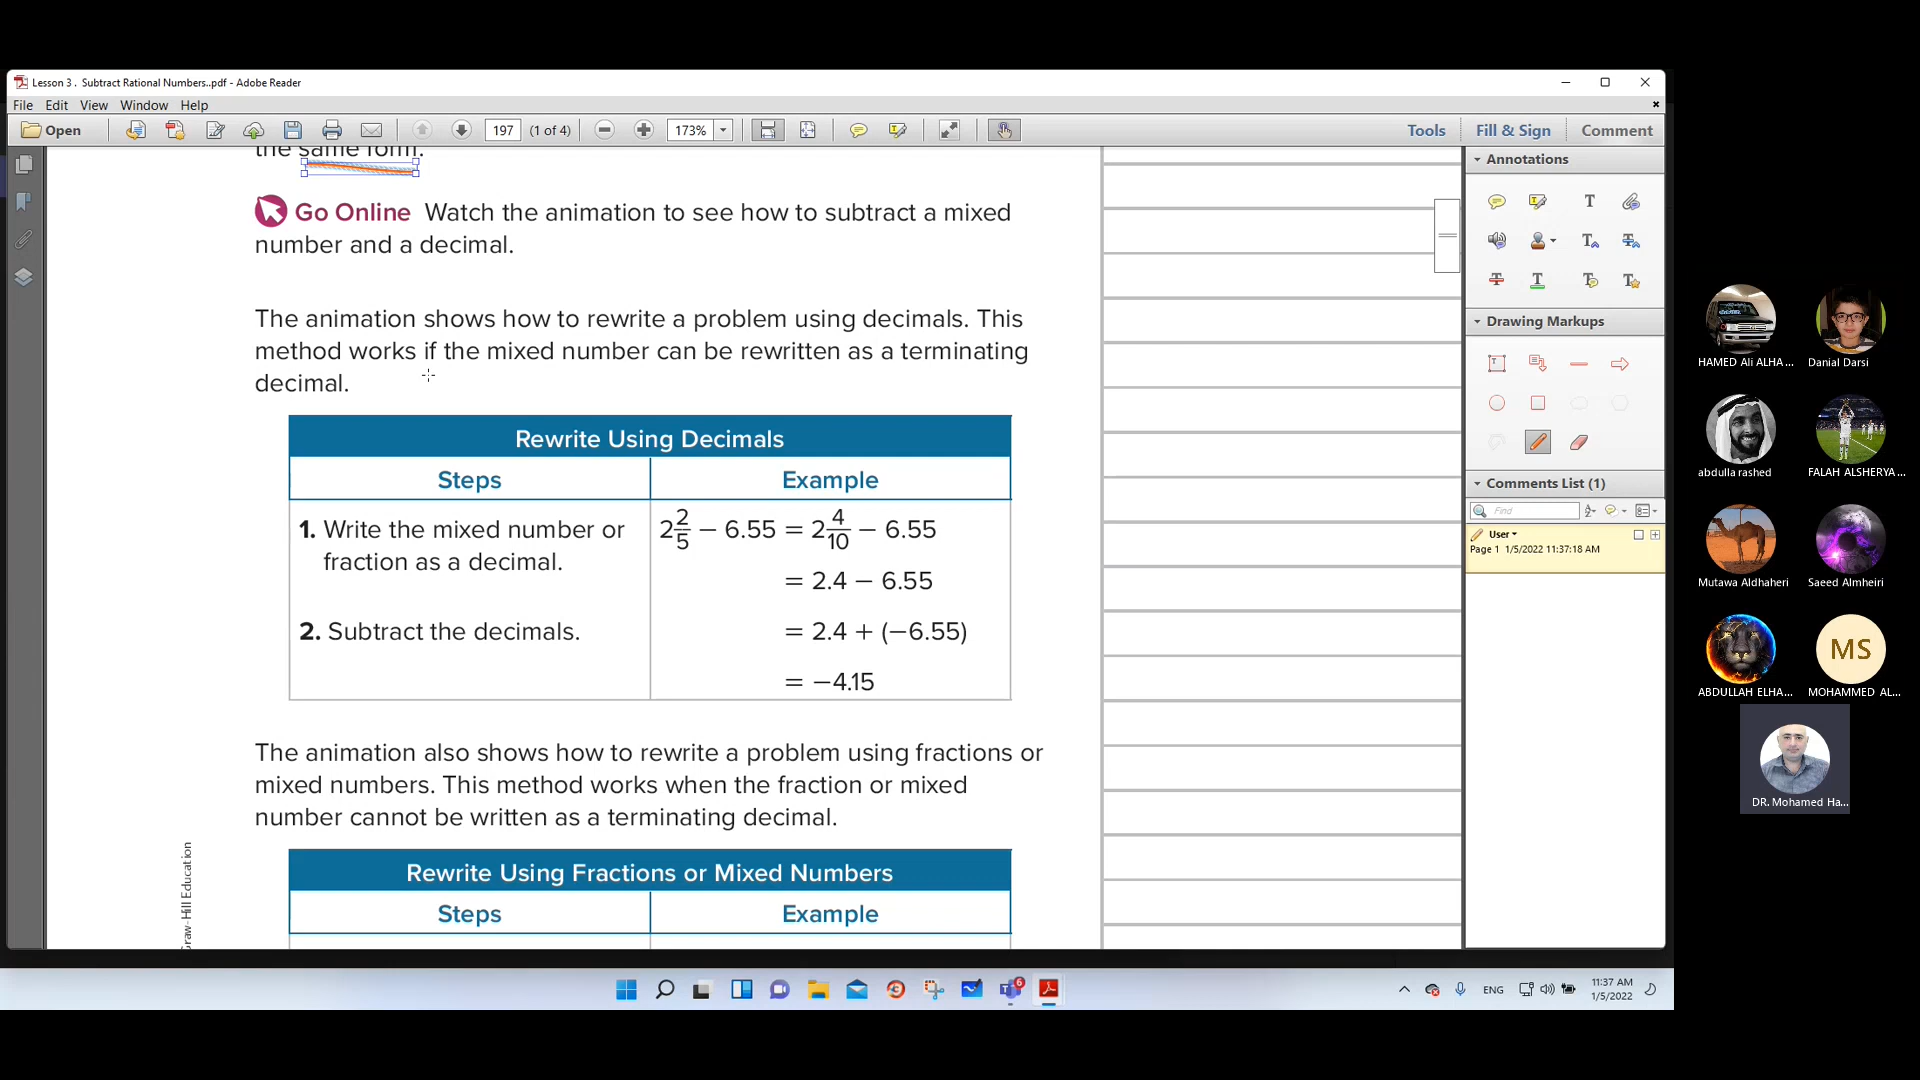 Lesson 3 . Subtract Rational Numbers..pdf - Adobe Reader
File Edit View Window Help
Open 197 (1 of 4) 173% Tools Fill & Sign Comment
the same form.
Go Online Watch the animation to see how to subtract a mixed
number and a decimal.
The animation shows how to rewrite a problem using decimals. This
method works if the mixed number can be rewritten as a terminating
decimal.
Rewrite Using Decimals
Steps Example
1. Write the mixed number or
fraction as a decimal.
2 2/5 − 6.55 = 2 4/10 − 6.55
= 2.4 − 6.55
2. Subtract the decimals.
= 2.4 + (−6.55)
= −4.15
The animation also shows how to rewrite a problem using fractions or
mixed numbers. This method works when the fraction or mixed
number cannot be written as a terminating decimal.
Rewrite Using Fractions or Mixed Numbers
Steps Example
Graw-Hill Education
Annotations
Drawing Markups
Comments List (1)
Find
User
Page 1 1/5/2022 11:37:18 AM
HAMED Ali ALHA...
Danial Darsi
abdulla rashed
FALAH ALSHERYA...
Mutawa Aldhaheri
Saeed Almheiri
ABDULLAH ELHA...
MS
MOHAMMED AL...
DR. Mohamed Ha...
6
ENG
11:37 AM
1/5/2022